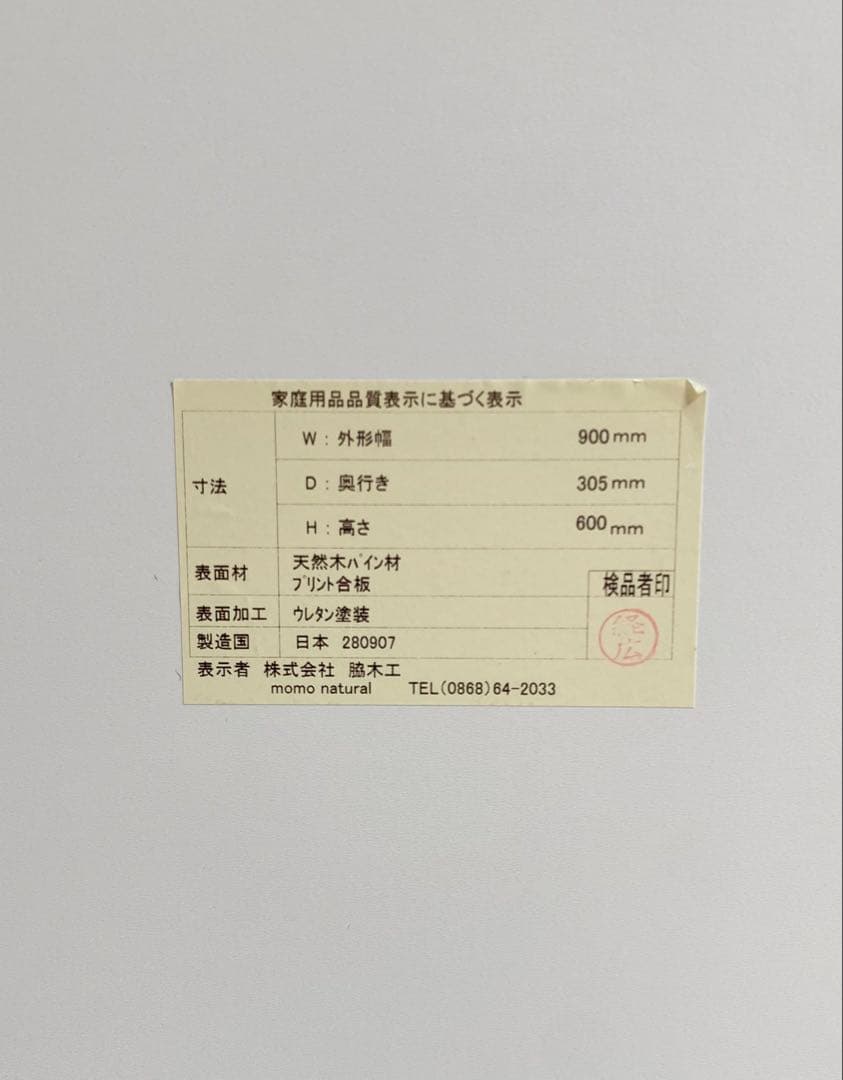 家庭用品品質表示に基づく表示
寸法
W：外形幅 900mm
D：奥行き 305mm
H：高さ 600mm
表面材 天然木ﾊﾟｲﾝ材
ﾌﾟﾘﾝﾄ合板
検品者印
表面加工 ｳﾚﾀﾝ塗装
製造国 日本 280907
表示者 株式会社 脇木工
momo natural TEL(0868)64-2033